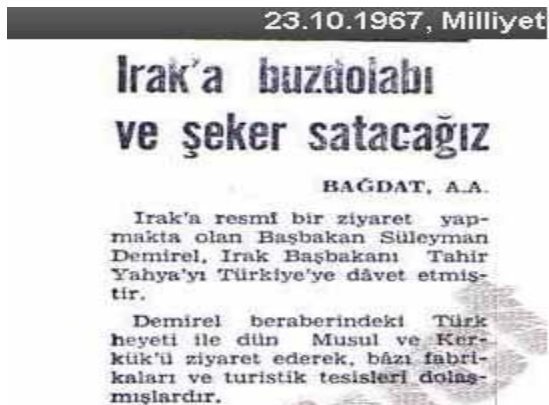 23.10.1967, Milliyet
Irak'a buzdolabı
ve şeker satacağız
BAĞDAT, A.A.
Irak'a resmî bir ziyaret yap-
makta olan Başbakan Süleyman
Demirel, Irak Başbakanı Tahir
Yahya'yı Türkiye'ye dâvet etmiş-
tir.
Demirel beraberindeki Türk
heyeti ile dün Musul ve Ker-
kük'ü ziyaret ederek, bâzı fabri-
kaları ve turistik tesisleri dolaş-
mışlardır.